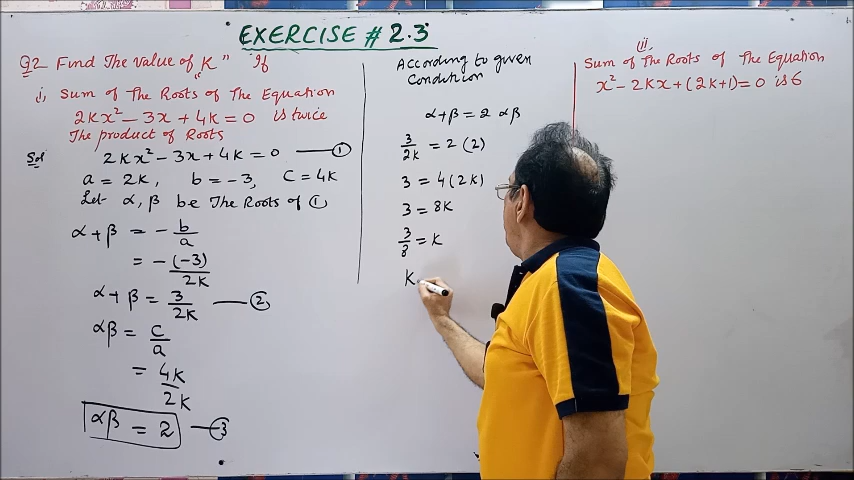 EXERCISE # 2.3
Q2 Find The Value of "K" If
i, Sum of The Roots of The Equation
2Kx² - 3x + 4K = 0 is twice
The product of Roots
Sol 2Kx² - 3x + 4K = 0 —— ①
a = 2K, b = -3, C = 4K
Let α, β be The Roots of ①
α + β = - b/a
= - (-3)/2K
α + β = 3/2K —— ②
αβ = C/a
= 4K/2K
αβ = 2 —— ③
According to given
Condition
α + β = 2 αβ
3/2K = 2 (2)
3 = 4(2K)
3 = 8K
3/8 = K
K
(ii)
Sum of The Roots of The Equation
x² - 2Kx + (2K+1) = 0 is 6